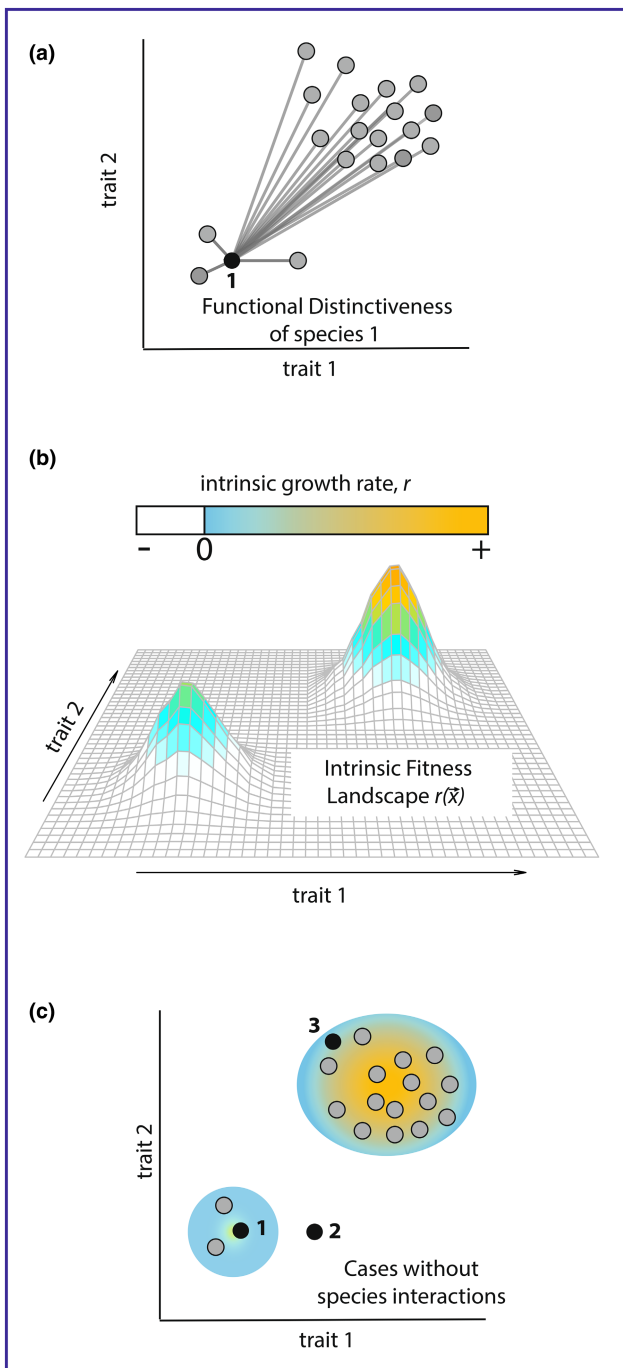 (a)
trait 2
1
Functional Distinctiveness
of species 1
trait 1
(b)
intrinsic growth rate, r
- 0 +
trait 2
Intrinsic Fitness
Landscape r(x⃗)
trait 1
(c)
3
trait 2
1 2
Cases without
species interactions
trait 1